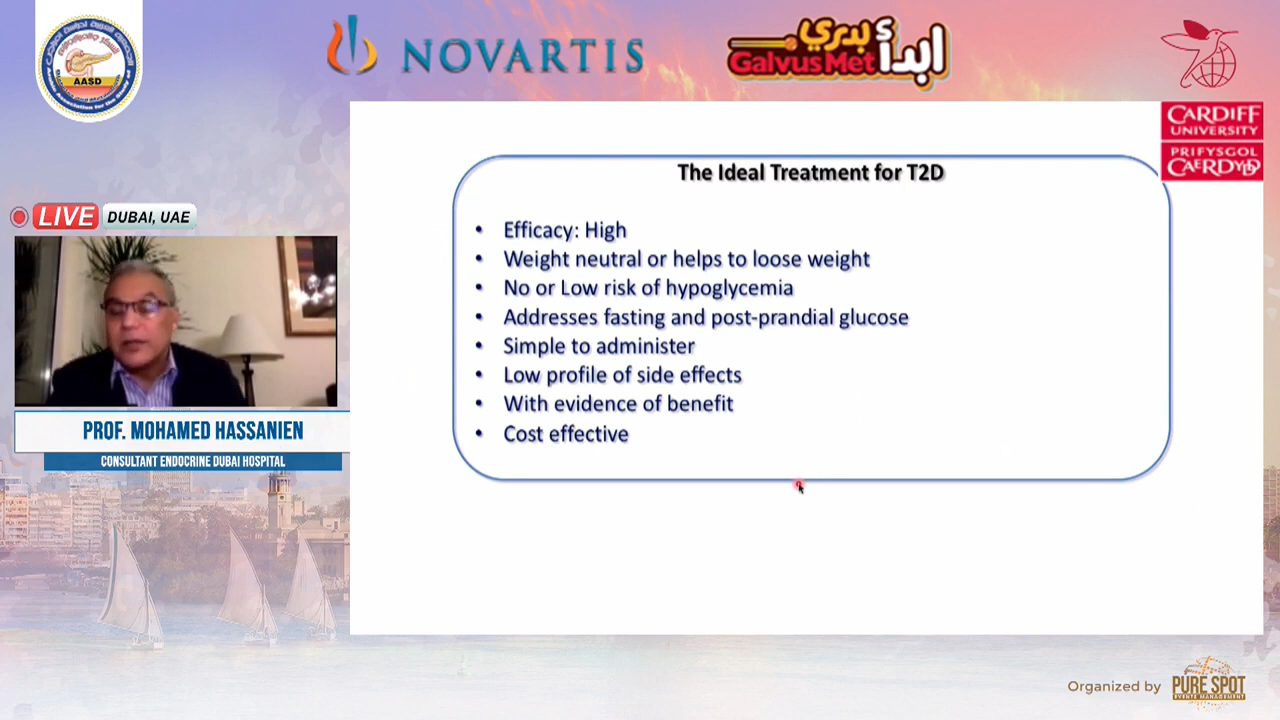 AASD
NOVARTIS
ابدأ بدري
GalvusMet
CARDIFF
UNIVERSITY
PRIFYSGOL
CAERDYDD
LIVE
DUBAI, UAE
PROF. MOHAMED HASSANIEN
CONSULTANT ENDOCRINE DUBAI HOSPITAL
The Ideal Treatment for T2D
• Efficacy: High
• Weight neutral or helps to loose weight
• No or Low risk of hypoglycemia
• Addresses fasting and post-prandial glucose
• Simple to administer
• Low profile of side effects
• With evidence of benefit
• Cost effective
Organized by
PURE SPOT
EVENTS MANAGEMENT